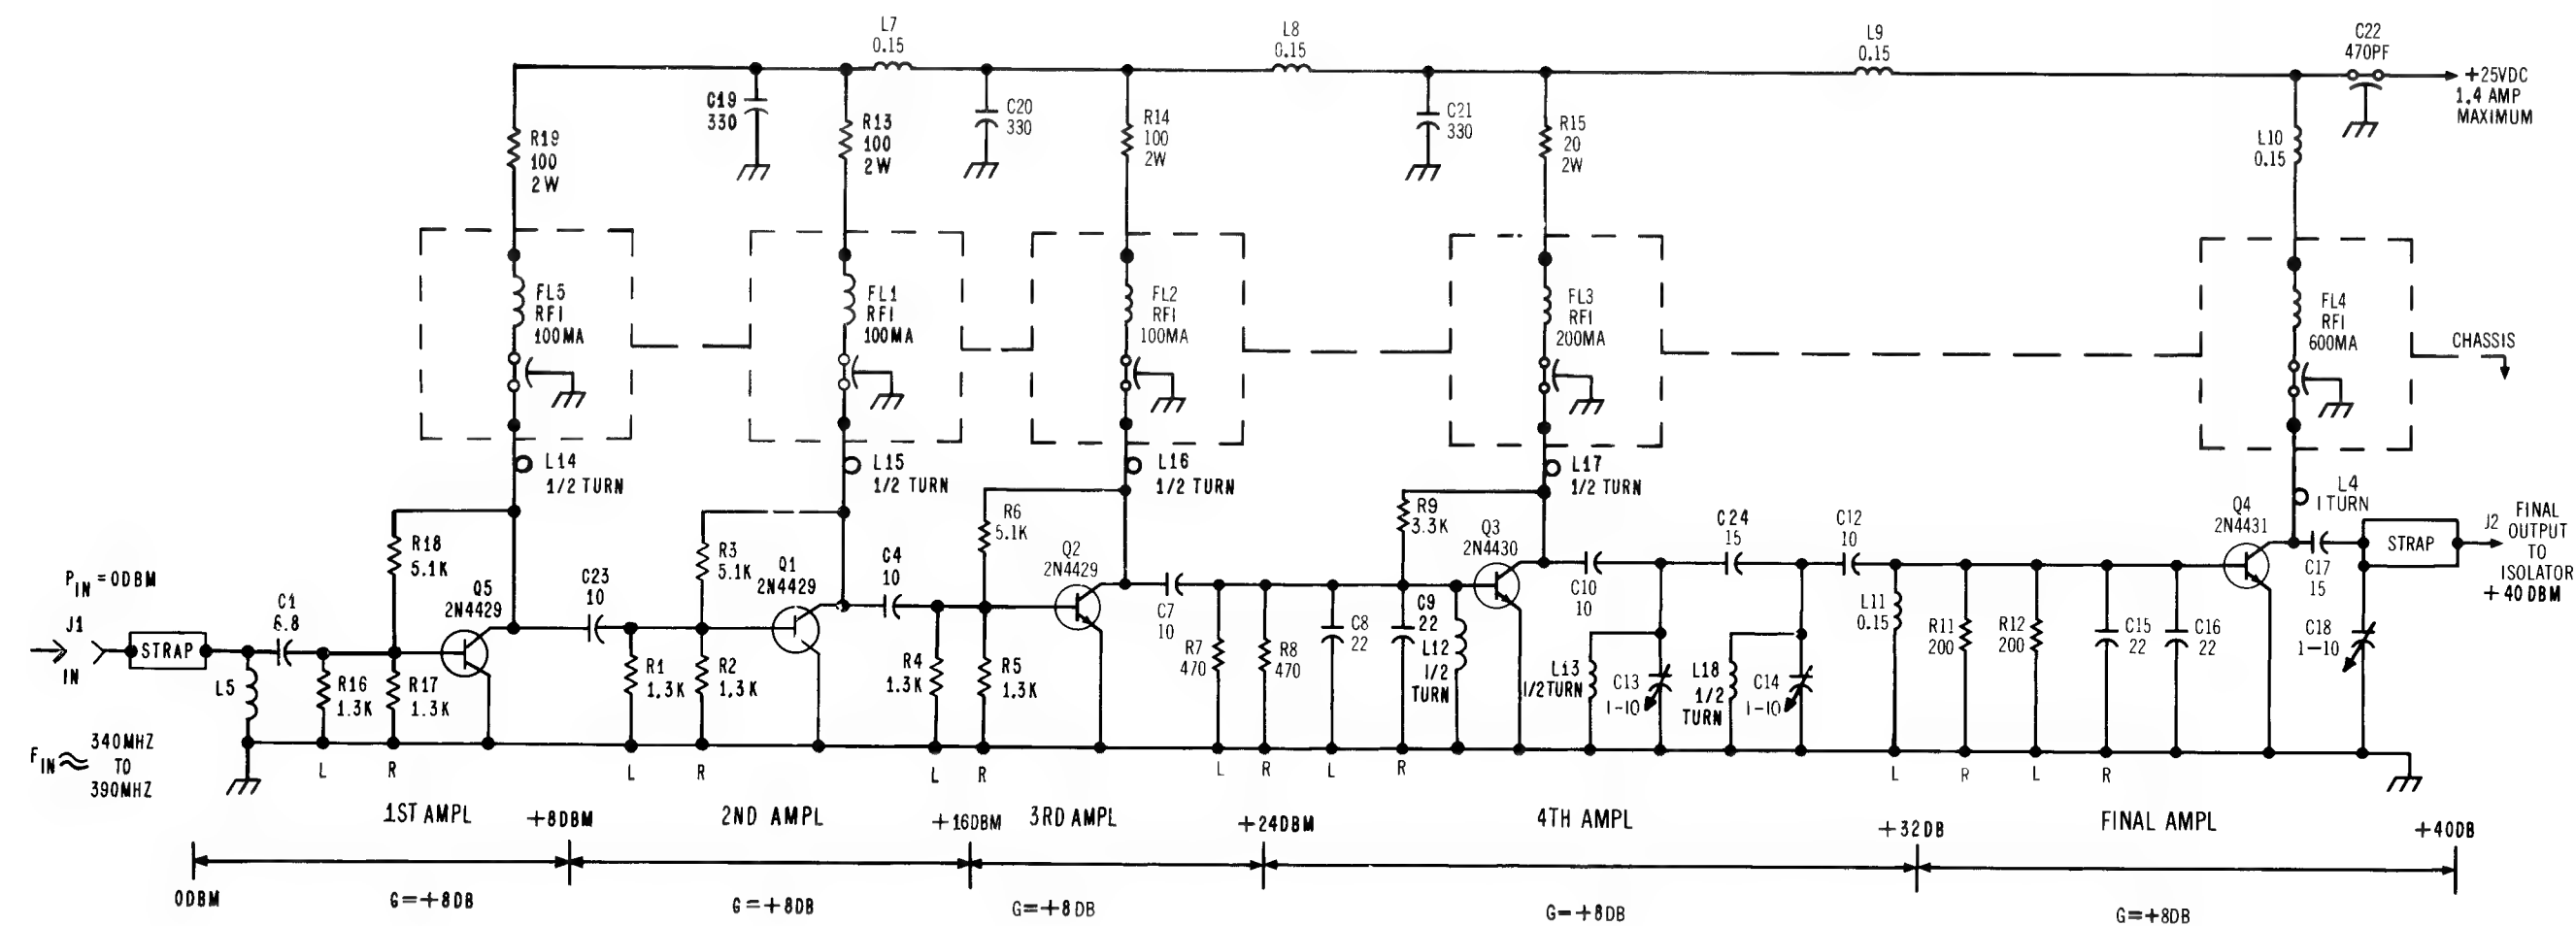 L7
0.15
L8
0.15
L9
0.15
C22
470PF
+25VDC
1.4 AMP
MAXIMUM
C19
330
R19
100
2W
R13
100
2W
C20
330
R14
100
2W
C21
330
R15
20
2W
L10
0.15
FL5
RFI
100MA
FL1
RFI
100MA
FL2
RFI
100MA
FL3
RFI
200MA
FL4
RFI
600MA
CHASSIS
L14
1/2 TURN
L15
1/2 TURN
L16
1/2 TURN
L17
1/2 TURN
L4
1 TURN
R18
5.1K
R3
5.1K
R6
5.1K
R9
3.3K
Q5
2N4429
Q1
2N4429
Q2
2N4429
Q3
2N4430
Q4
2N4431
PIN = 0DBM
J1
IN
STRAP
C1
6.8
L5
R16
1.3K
R17
1.3K
C23
10
R1
1.3K
R2
1.3K
C4
10
R4
1.3K
R5
1.3K
C7
10
R7
470
R8
470
C8
22
C9
22
L12
1/2
TURN
C10
10
C24
15
C12
10
L13
1/2TURN
C13
1-10
L18
1/2
TURN
C14
1-10
L11
0.15
R11
200
R12
200
C15
22
C16
22
C17
15
STRAP
C18
1-10
J2
FINAL
OUTPUT
TO
ISOLATOR
+40DBM
FIN ≈ 340MHZ
TO
390MHZ
L R L R L R L R L R L R L R
1ST AMPL
+8DBM
2ND AMPL
+16DBM
3RD AMPL
+24DBM
4TH AMPL
+32DB
FINAL AMPL
+40DB
0DBM
G=+8DB
G=+8DB
G=+8DB
G=+8DB
G=+8DB